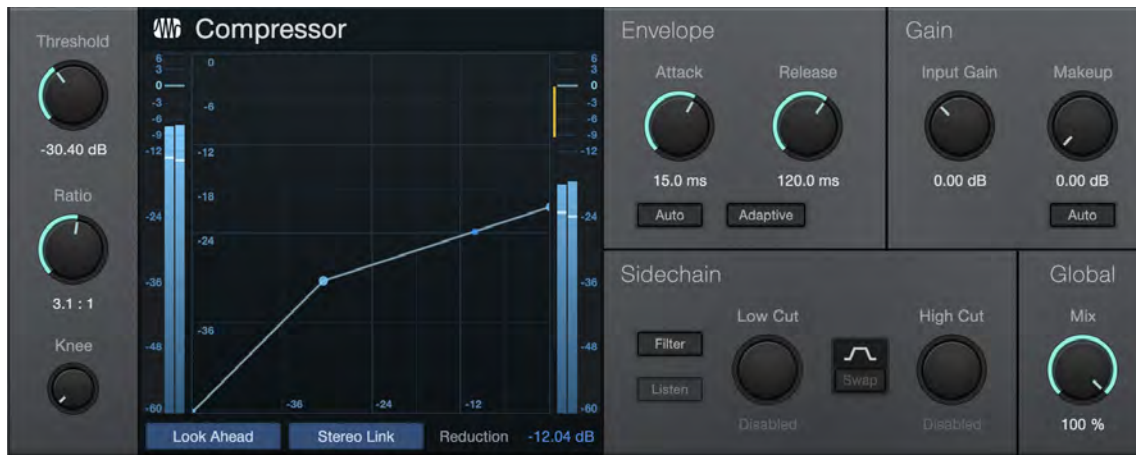 Threshold
-30.40 dB
Ratio
3.1 : 1
Knee
Compressor
6
3
0
-3
-6
-9
-12
-24
-36
-48
-60
0
-6
-12
-18
-24
-36
-36
-24
-12
6
3
0
-3
-6
-9
-12
-24
-36
-48
-60
Look Ahead
Stereo Link
Reduction
-12.04 dB
Envelope
Attack
Release
15.0 ms
120.0 ms
Auto
Adaptive
Gain
Input Gain
Makeup
0.00 dB
0.00 dB
Auto
Sidechain
Filter
Listen
Low Cut
Disabled
Swap
High Cut
Disabled
Global
Mix
100 %